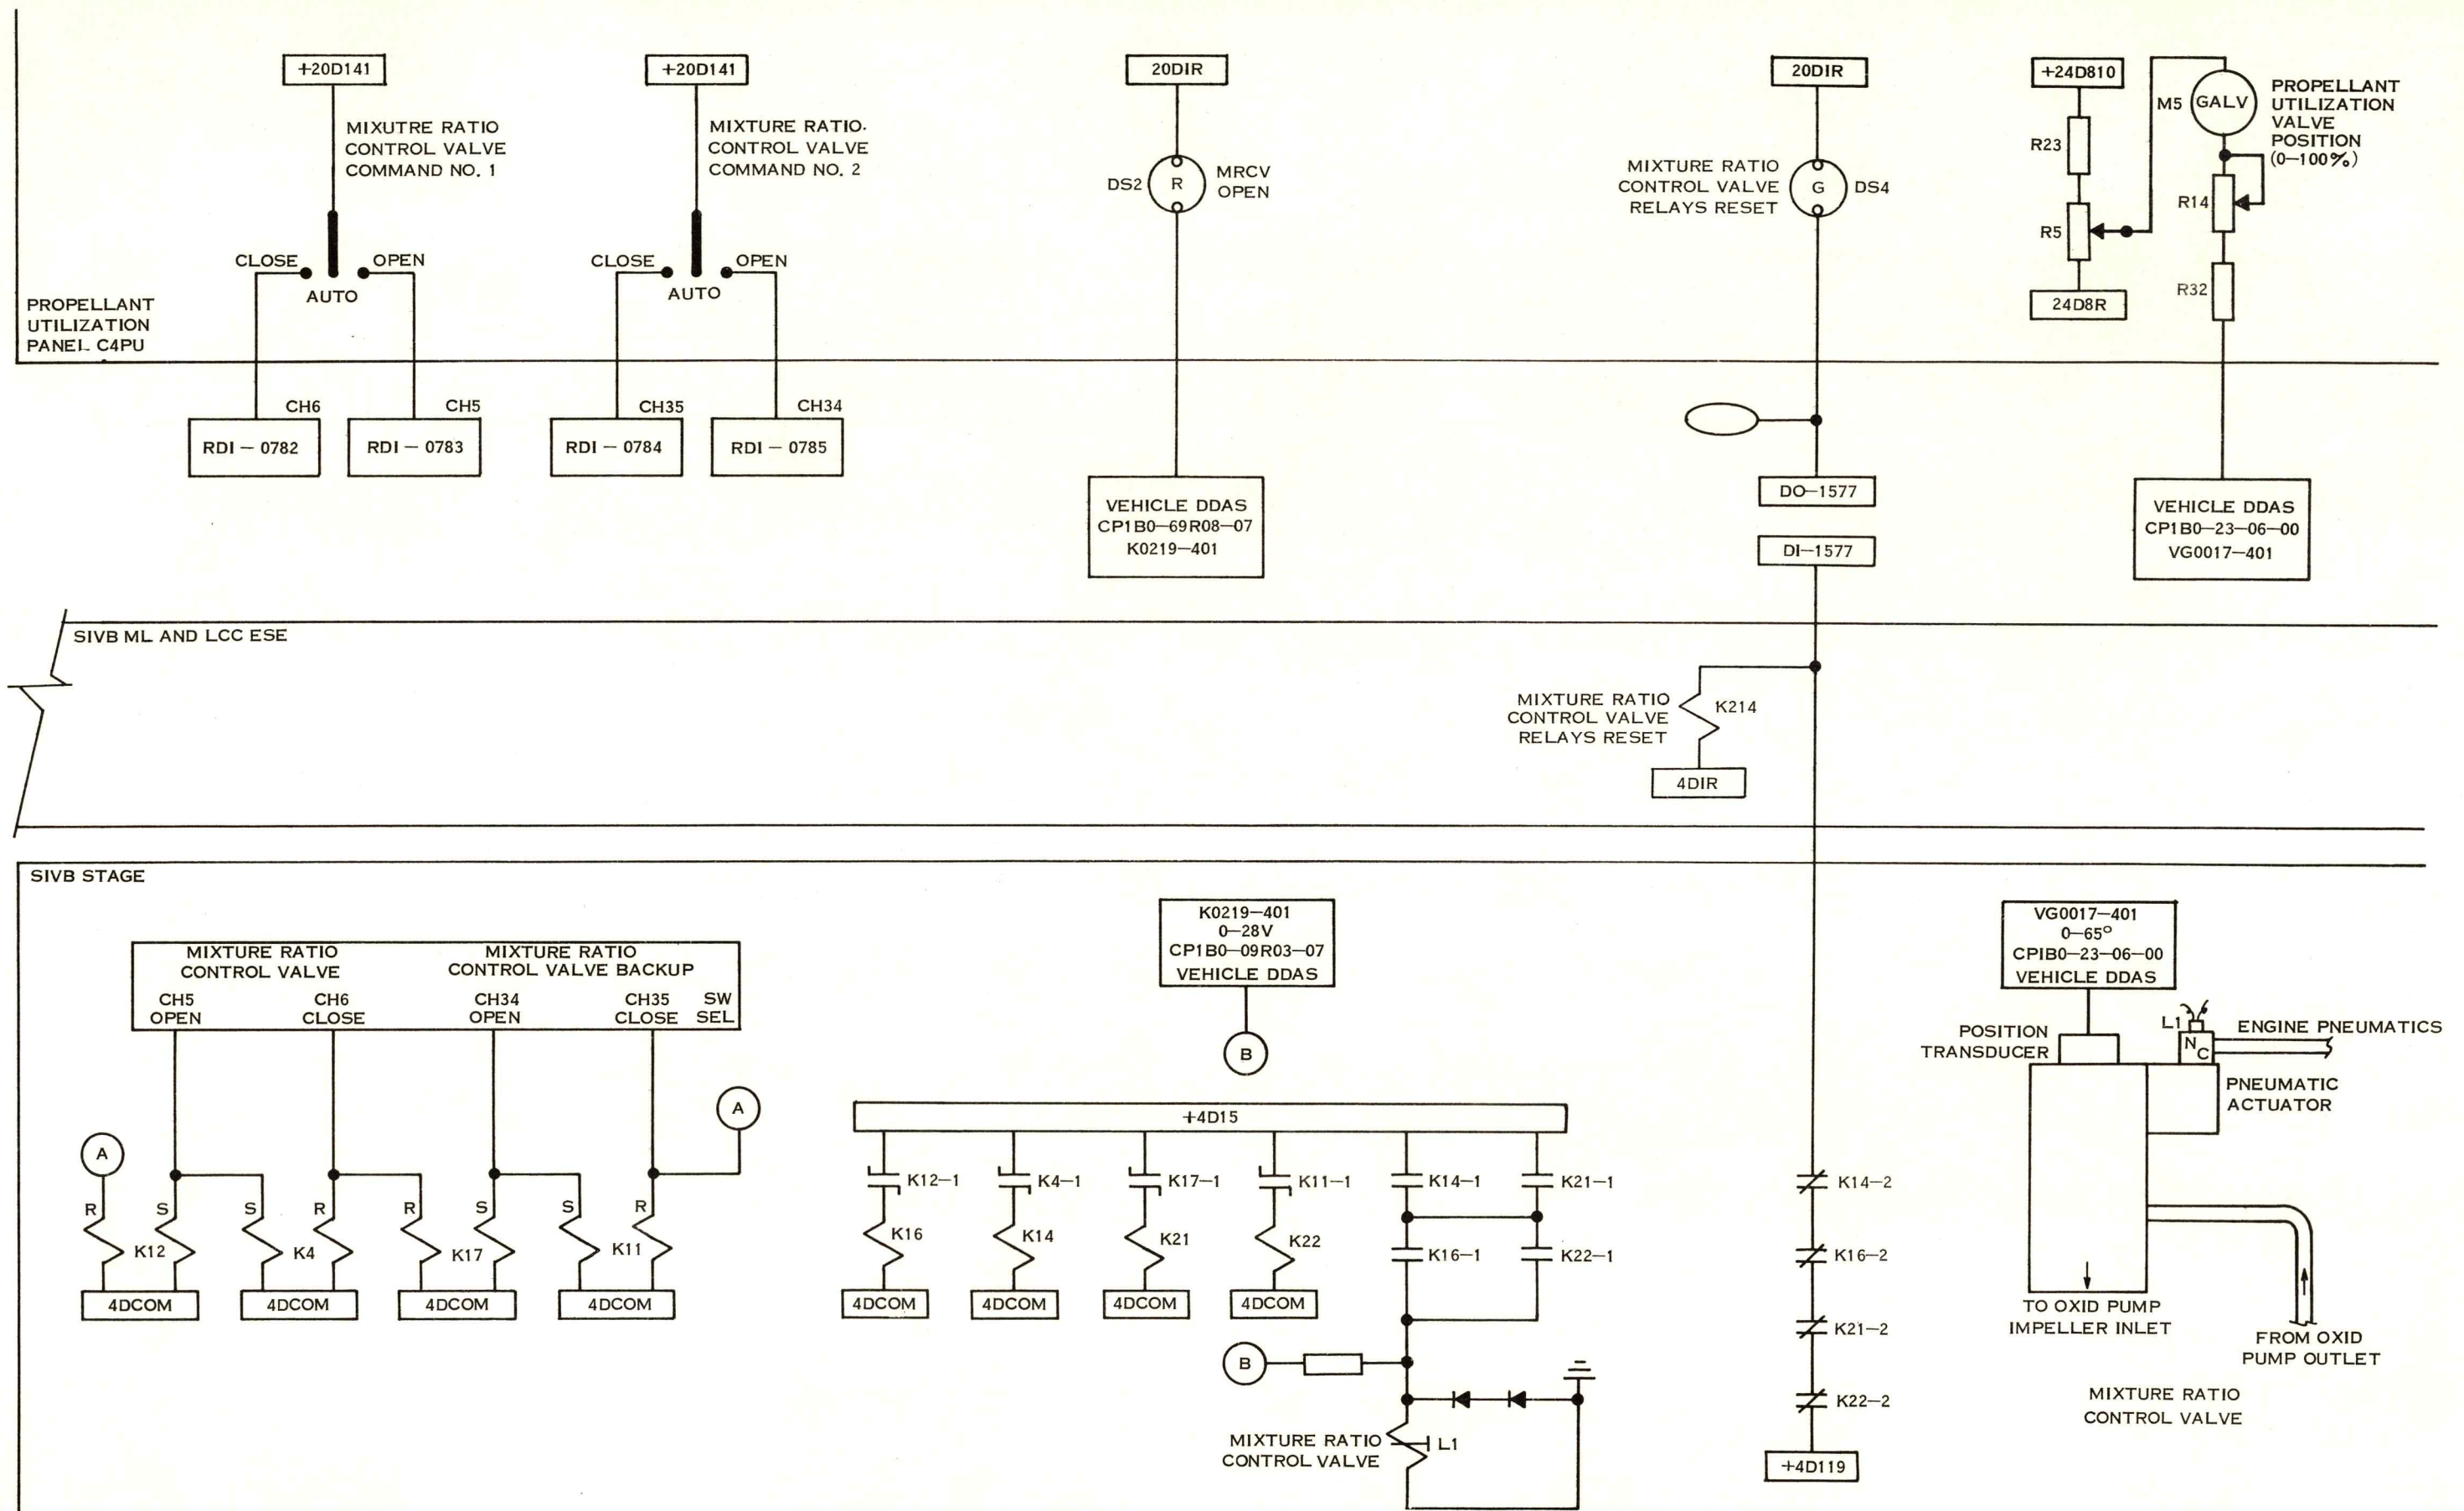 +20D141
+20D141
20DIR
20DIR
+24D810
M5
GALV
PROPELLANT
UTILIZATION
VALVE
POSITION
(0—100%)
MIXUTRE RATIO
CONTROL VALVE
COMMAND NO. 1
MIXTURE RATIO.
CONTROL VALVE
COMMAND NO. 2
DS2
R
MRCV
OPEN
MIXTURE RATIO
CONTROL VALVE
RELAYS RESET
G
DS4
R23
R14
R5
R32
24D8R
CLOSE
OPEN
AUTO
CLOSE
OPEN
AUTO
PROPELLANT
UTILIZATION
PANEL C4PU
CH6
RDI — 0782
CH5
RDI — 0783
CH35
RDI — 0784
CH34
RDI — 0785
VEHICLE DDAS
CP1B0—69R08—07
K0219—401
DO—1577
DI—1577
VEHICLE DDAS
CP1B0—23—06—00
VG0017—401
SIVB ML AND LCC ESE
MIXTURE RATIO
CONTROL VALVE
RELAYS RESET
K214
4DIR
SIVB STAGE
MIXTURE RATIO
CONTROL VALVE
MIXTURE RATIO
CONTROL VALVE BACKUP
CH5
OPEN
CH6
CLOSE
CH34
OPEN
CH35
CLOSE
SW
SEL
A
A
R
S
S
R
R
S
S
R
K12
K4
K17
K11
4DCOM
4DCOM
4DCOM
4DCOM
K0219—401
0—28V
CP1B0—09R03—07
VEHICLE DDAS
B
+4D15
K12—1
K4—1
K17—1
K11—1
K14—1
K21—1
K16
K14
K21
K22
K16—1
K22—1
4DCOM
4DCOM
4DCOM
4DCOM
B
MIXTURE RATIO
CONTROL VALVE
L1
K14—2
K16—2
K21—2
K22—2
+4D119
VG0017—401
0—65°
CPIB0—23—06—00
VEHICLE DDAS
POSITION
TRANSDUCER
L1
N
C
ENGINE PNEUMATICS
PNEUMATIC
ACTUATOR
TO OXID PUMP
IMPELLER INLET
FROM OXID
PUMP OUTLET
MIXTURE RATIO
CONTROL VALVE